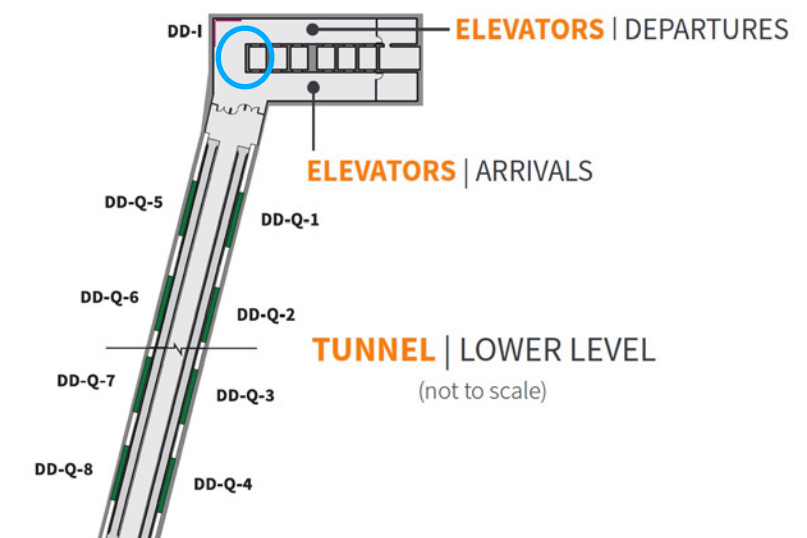 DD-I
ELEVATORS | DEPARTURES
ELEVATORS | ARRIVALS
DD-Q-5
DD-Q-1
DD-Q-6
DD-Q-2
TUNNEL | LOWER LEVEL
DD-Q-7
(not to scale)
DD-Q-3
DD-Q-8
DD-Q-4